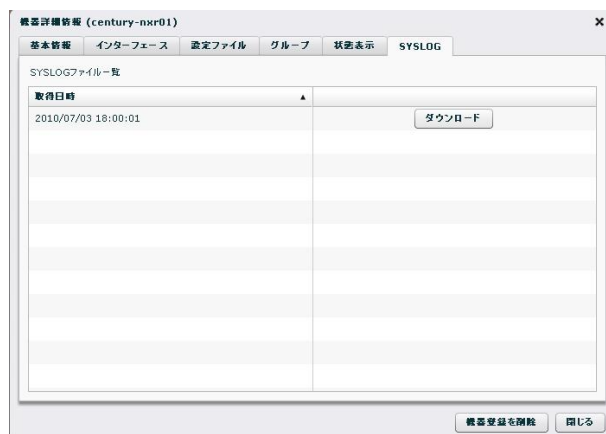 機器詳細情報 (century-nxr01)
基本情報 インターフェース 設定ファイル グループ 状態表示 SYSLOG
SYSLOGファイル一覧
取得日時
2010/07/03 18:00:01 ダウンロード
機器登録を削除 閉じる